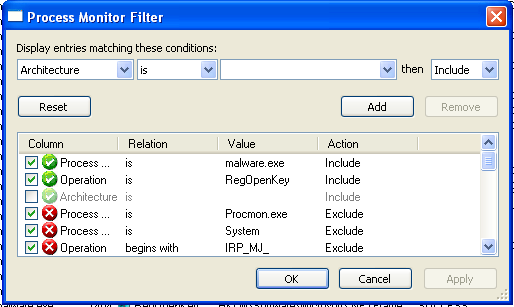 Process Monitor Filter
Display entries matching these conditions:
Architecture is then Include
Reset Add Remove
Column Relation Value Action
Process ... is malware.exe Include
Operation is RegOpenKey Include
Architecture is Include
Process ... is Procmon.exe Exclude
Process ... is System Exclude
Operation begins with IRP_MJ_ Exclude
OK Cancel Apply